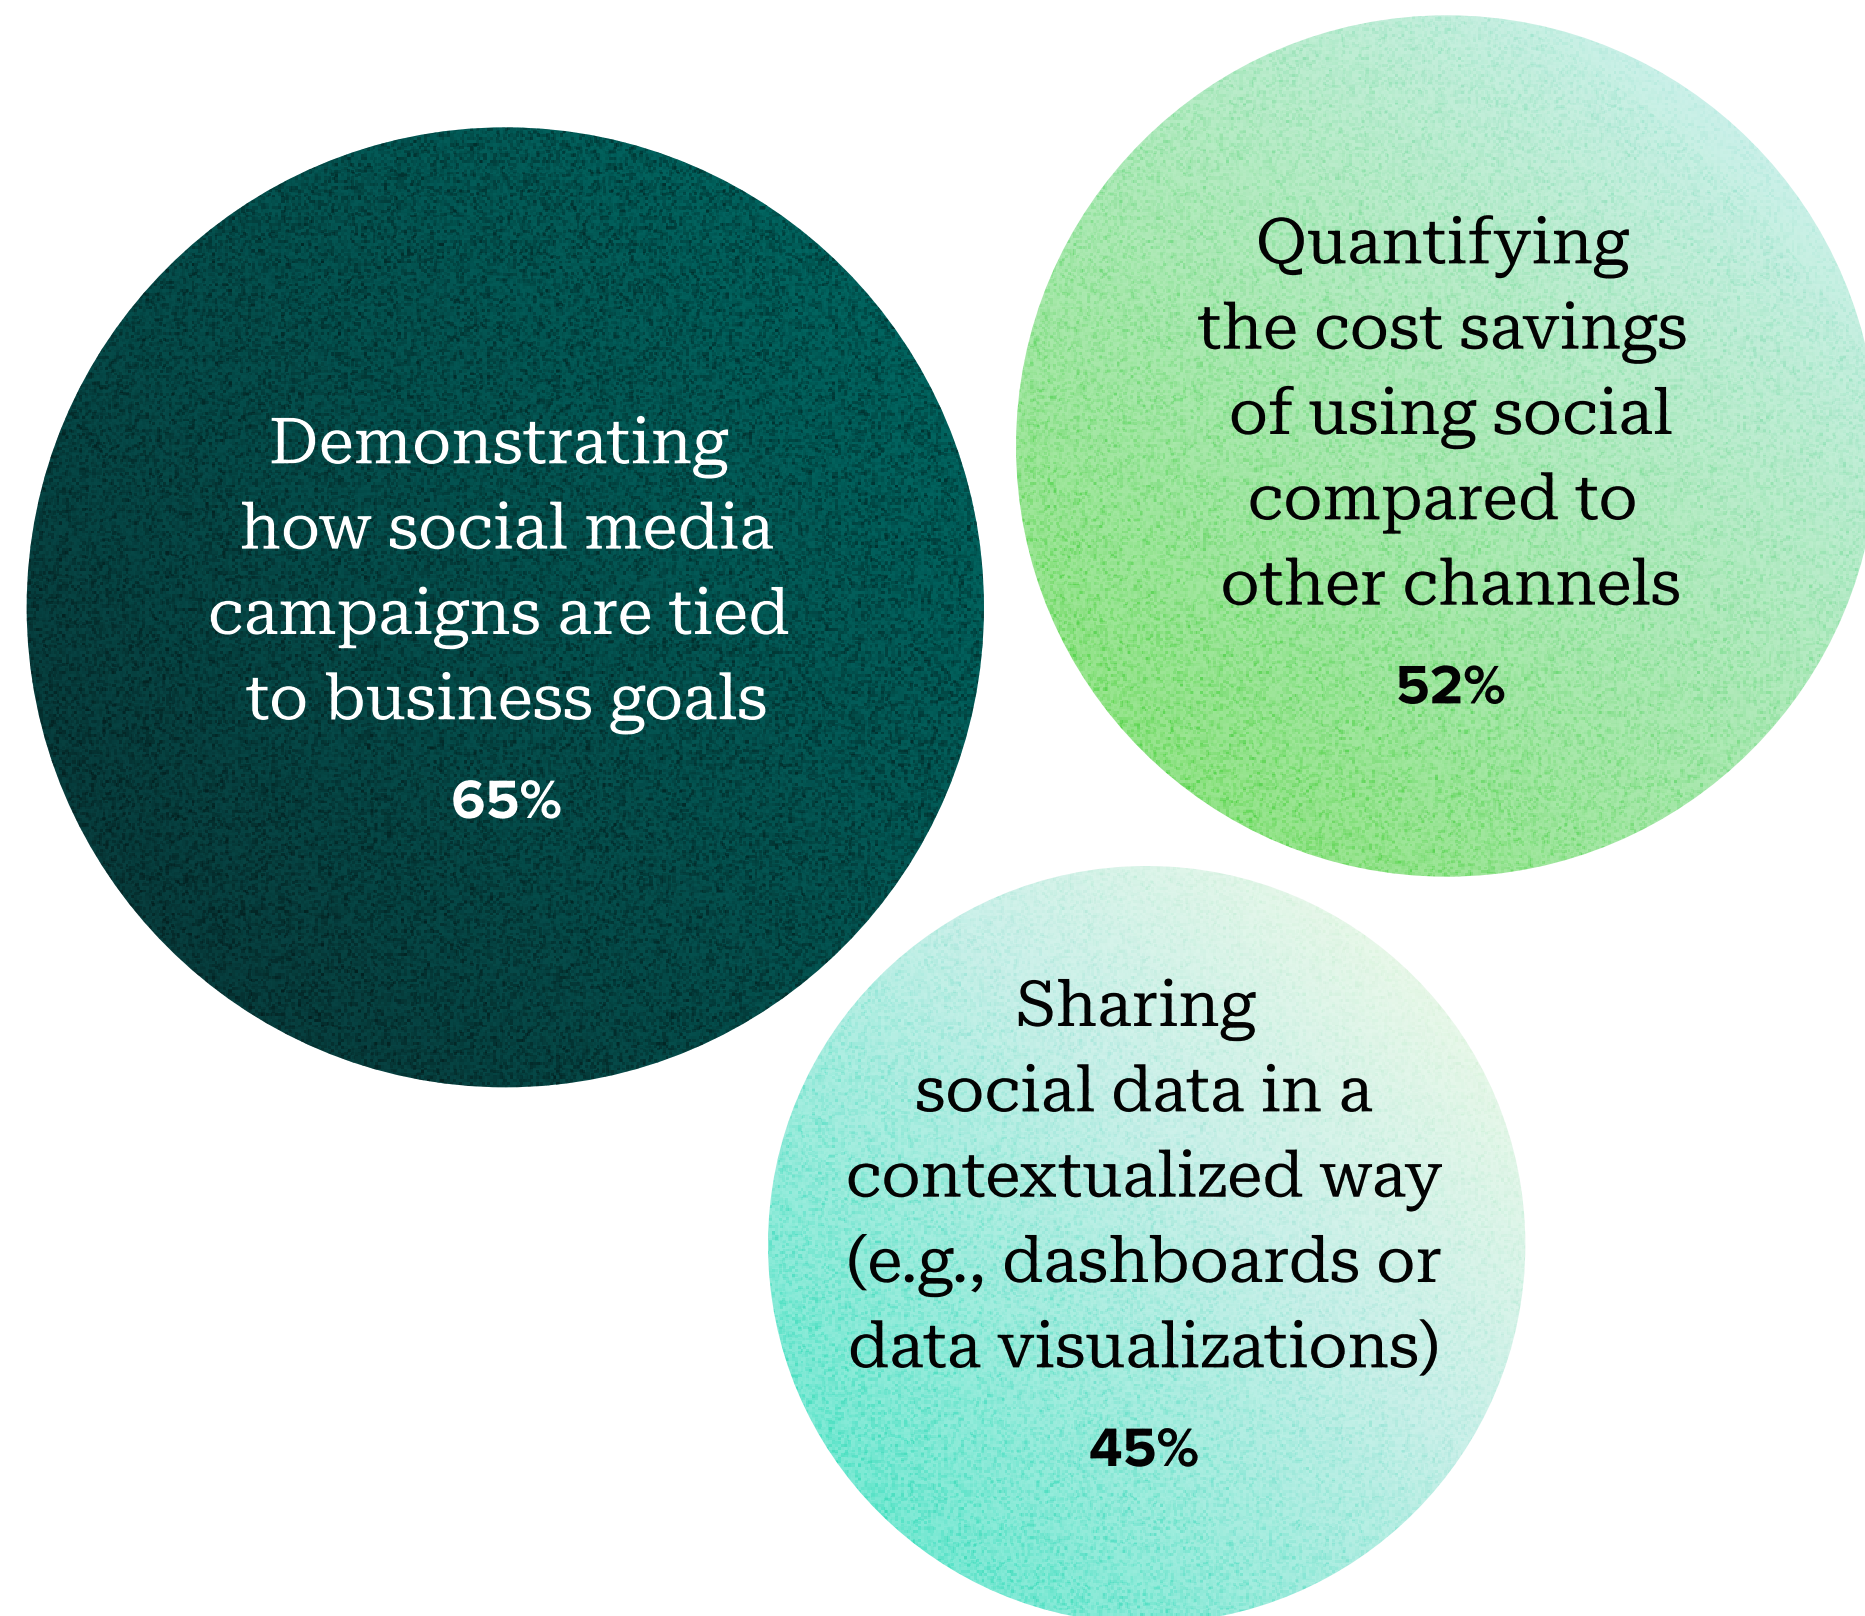 Demonstrating
how social media
campaigns are tied
to business goals
65%
Quantifying
the cost savings
of using social
compared to
other channels
52%
Sharing
social data in a
contextualized way
(e.g., dashboards or
data visualizations)
45%